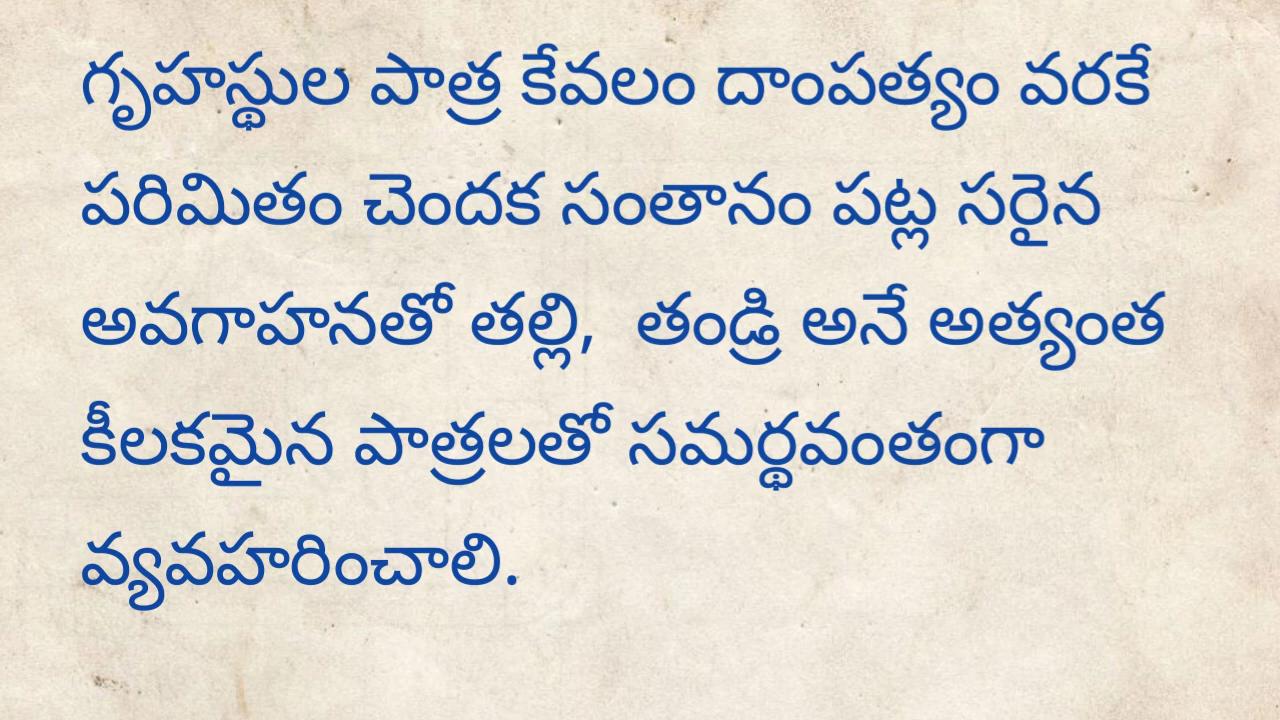 గృహస్థుల పాత్ర కేవలం దాంపత్యం వరకే
పరిమితం చెందక సంతానం పట్ల సరైన
అవగాహనతో తల్లి,  తండ్రి అనే అత్యంత
కీలకమైన పాత్రలతో సమర్థవంతంగా
వ్యవహరించాలి.